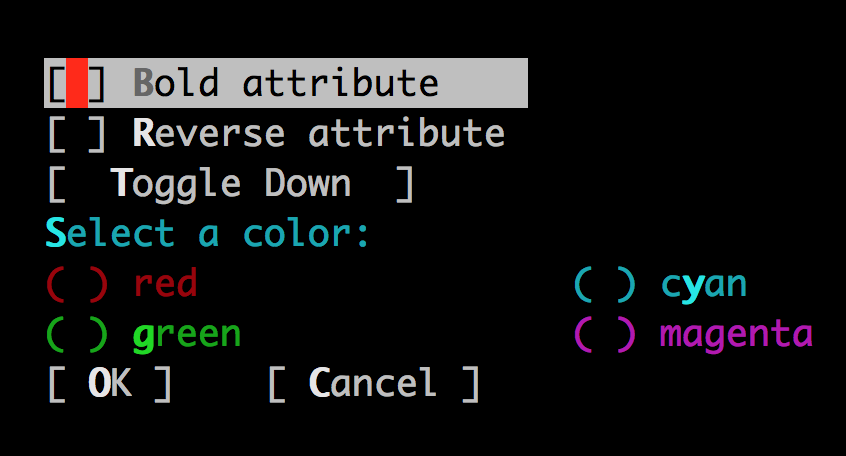 [ ] Bold attribute
[ ] Reverse attribute
[  Toggle Down  ]
Select a color:
( ) red ( ) cyan
( ) green ( ) magenta
[ OK ] [ Cancel ]